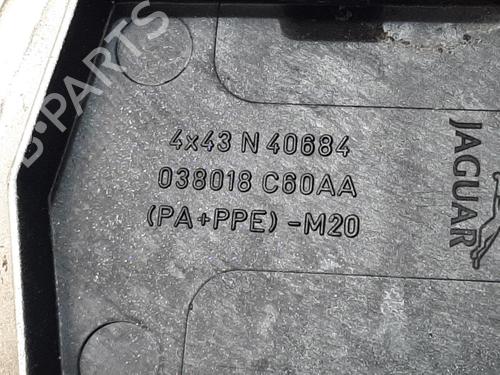 B-PARTS
4x43 N 40684
038018 C60AA
(PA+PPE)-M20
JAGUAR